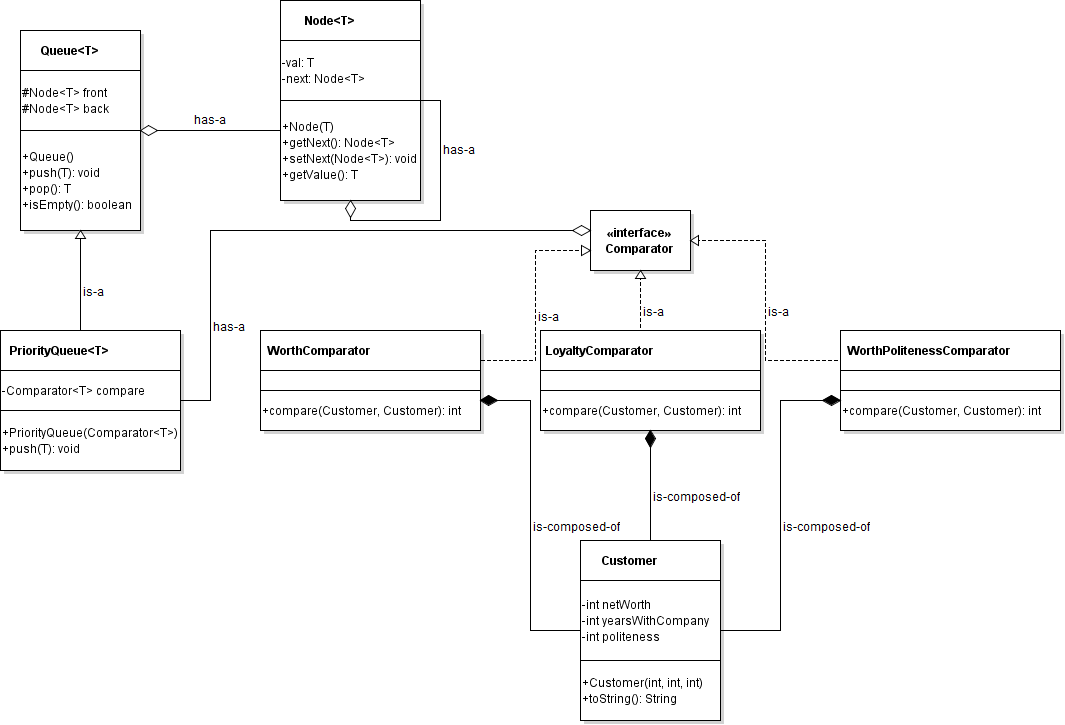 Queue<T>
#Node<T> front
#Node<T> back
+Queue()
+push(T): void
+pop(): T
+isEmpty(): boolean
has-a
Node<T>
-val: T
-next: Node<T>
+Node(T)
+getNext(): Node<T>
+setNext(Node<T>): void
+getValue(): T
has-a
«interface»
Comparator
is-a
has-a
is-a
is-a
is-a
PriorityQueue<T>
-Comparator<T> compare
+PriorityQueue(Comparator<T>)
+push(T): void
WorthComparator
+compare(Customer, Customer): int
LoyaltyComparator
+compare(Customer, Customer): int
WorthPolitenessComparator
+compare(Customer, Customer): int
is-composed-of
is-composed-of
is-composed-of
Customer
-int netWorth
-int yearsWithCompany
-int politeness
+Customer(int, int, int)
+toString(): String